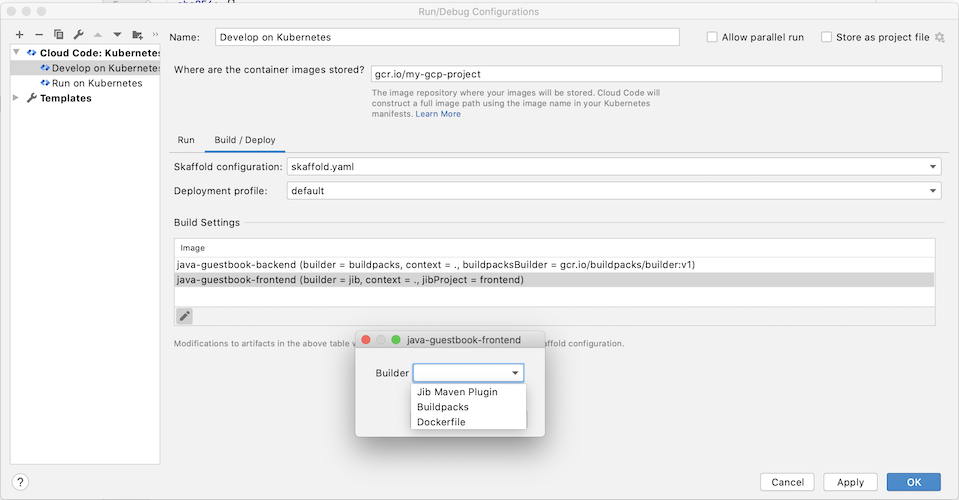 Run/Debug Configurations
Cloud Code: Kubernetes
Develop on Kubernetes
Run on Kubernetes
Templates
Name: Develop on Kubernetes
Allow parallel run
Store as project file
Where are the container images stored? gcr.io/my-gcp-project
The image repository where your images will be stored. Cloud Code will
construct a full image path using the image name in your Kubernetes
manifests. Learn More
Run
Build / Deploy
Skaffold configuration: skaffold.yaml
Deployment profile: default
Build Settings
Image
java-guestbook-backend (builder = buildpacks, context = ., buildpacksBuilder = gcr.io/buildpacks/builder:v1)
java-guestbook-frontend (builder = jib, context = ., jibProject = frontend)
Modifications to artifacts in the above table configuration.
java-guestbook-frontend
Builder
Jib Maven Plugin
Buildpacks
Dockerfile
?
Cancel
Apply
OK